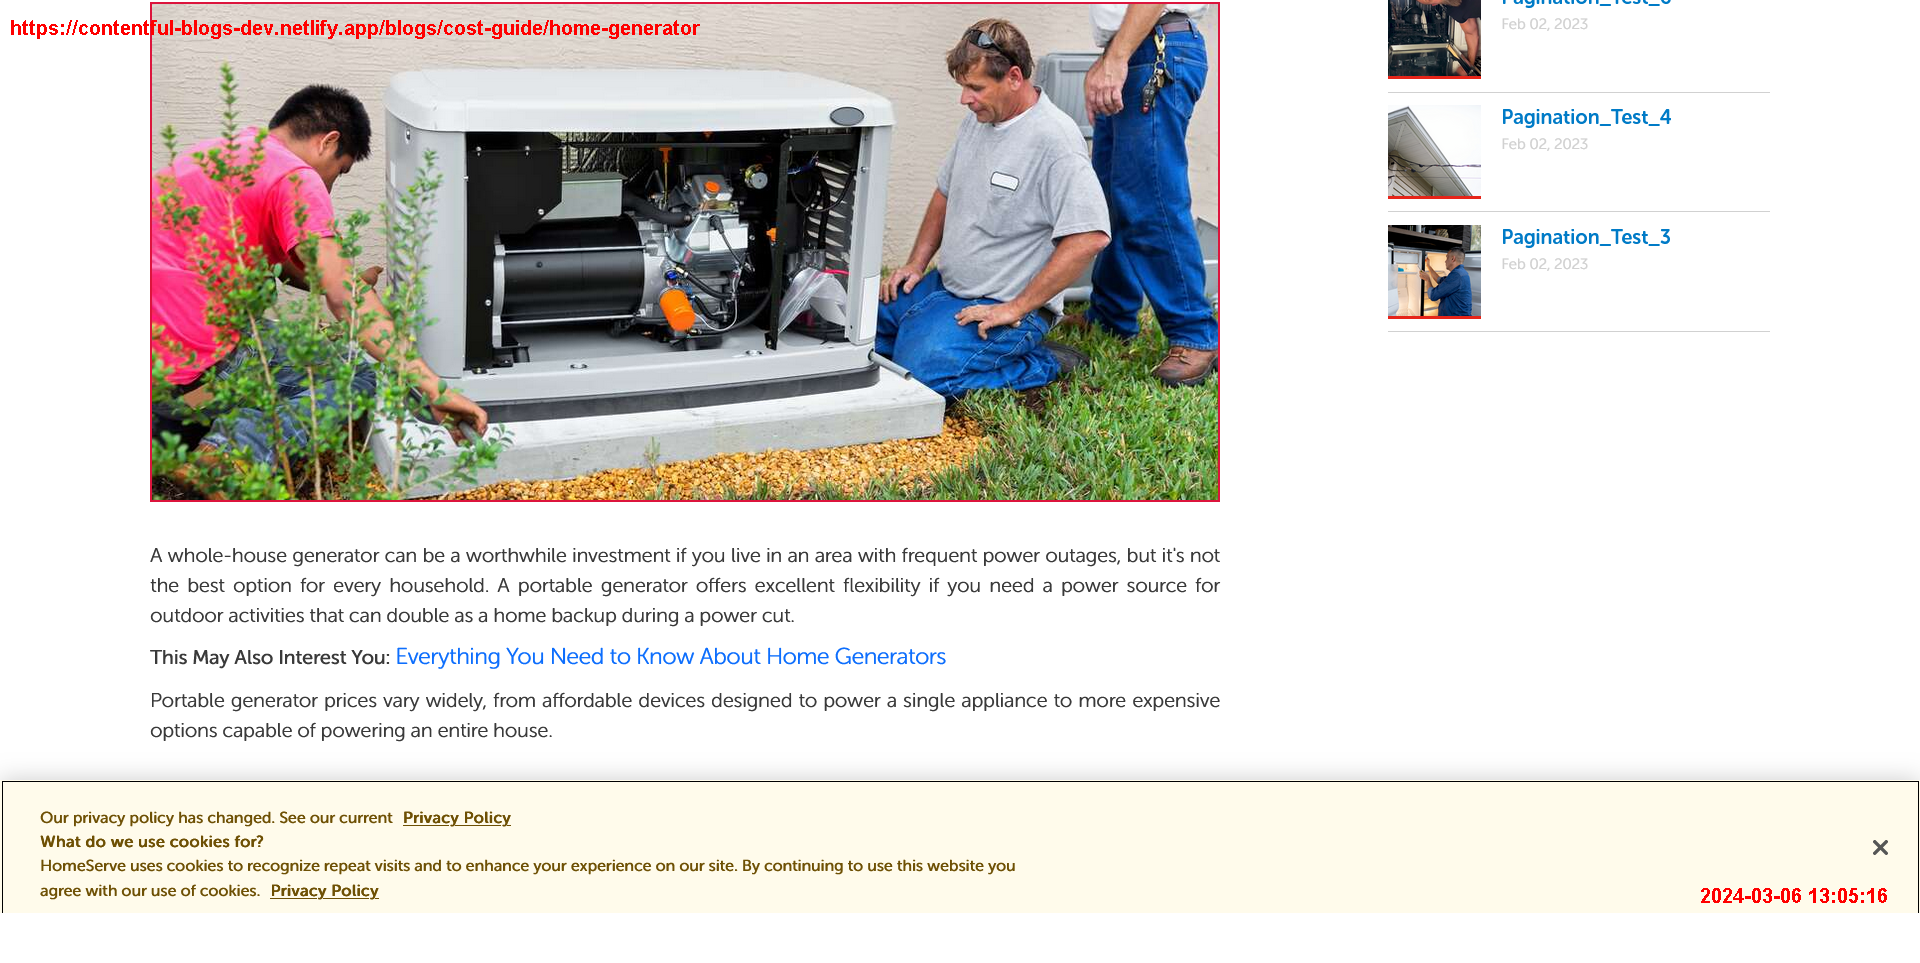 https://contentful-blogs-dev.netlify.app/blogs/cost-guide/home-generator
Feb 02, 2023
Pagination_Test_4
Feb 02, 2023
Pagination_Test_3
Feb 02, 2023
A whole-house generator can be a worthwhile investment if you live in an area with frequent power outages, but it's not
the best option for every household. A portable generator offers excellent flexibility if you need a power source for
outdoor activities that can double as a home backup during a power cut.
This May Also Interest You: Everything You Need to Know About Home Generators
Portable generator prices vary widely, from affordable devices designed to power a single appliance to more expensive
options capable of powering an entire house.
Our privacy policy has changed. See our current Privacy Policy
What do we use cookies for?
HomeServe uses cookies to recognize repeat visits and to enhance your experience on our site. By continuing to use this website you
agree with our use of cookies. Privacy Policy
2024-03-06 13:05:16